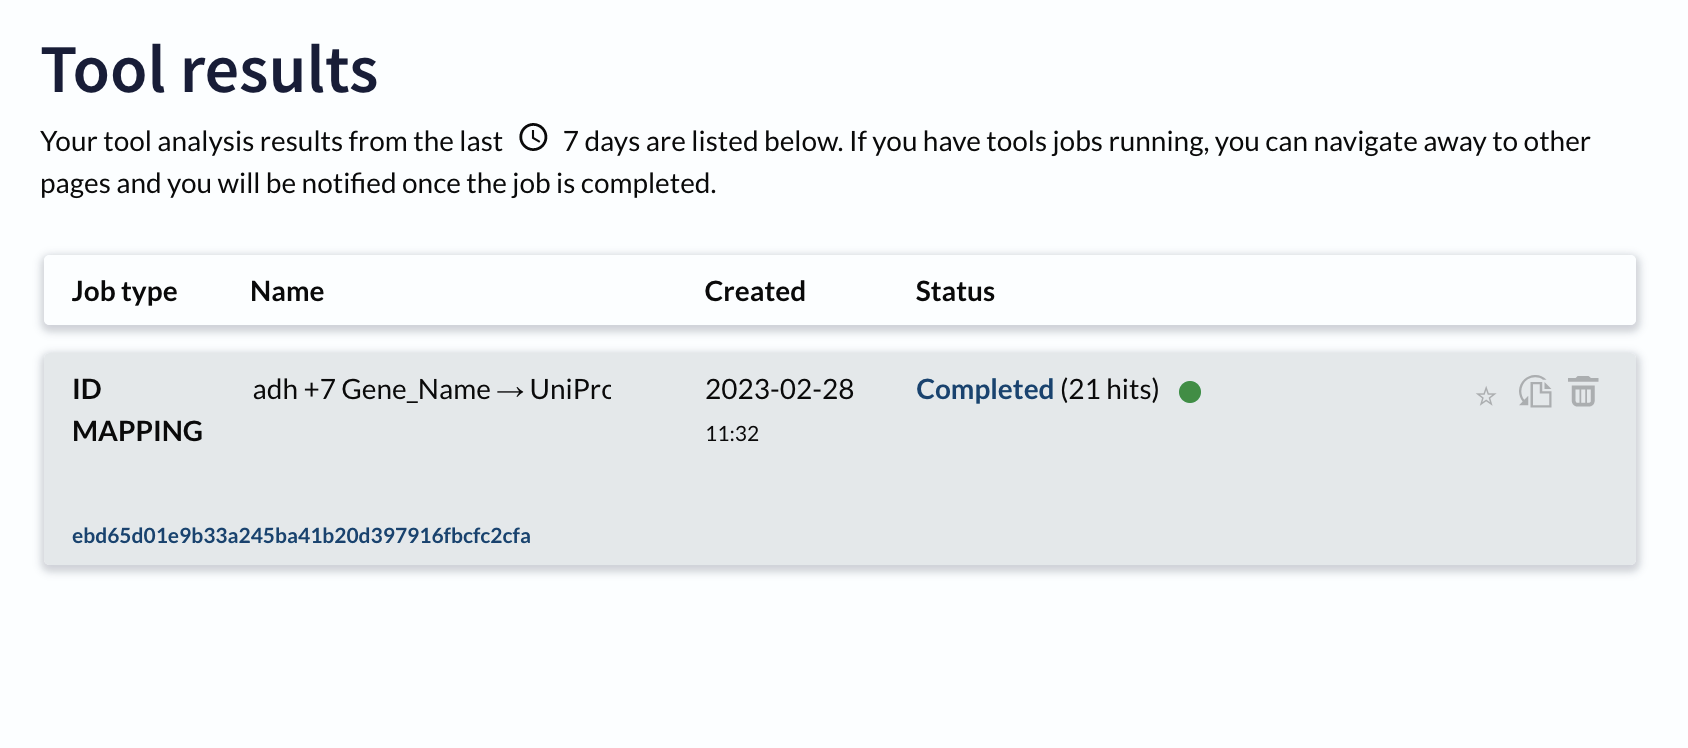 Tool results
Your tool analysis results from the last 7 days are listed below. If you have tools jobs running, you can navigate away to other
pages and you will be notified once the job is completed.
Job type Name Created Status
ID adh +7 Gene_Name → UniPrc 2023-02-28 Completed (21 hits)
MAPPING 11:32
ebd65d01e9b33a245ba41b20d397916fbcfc2cfa